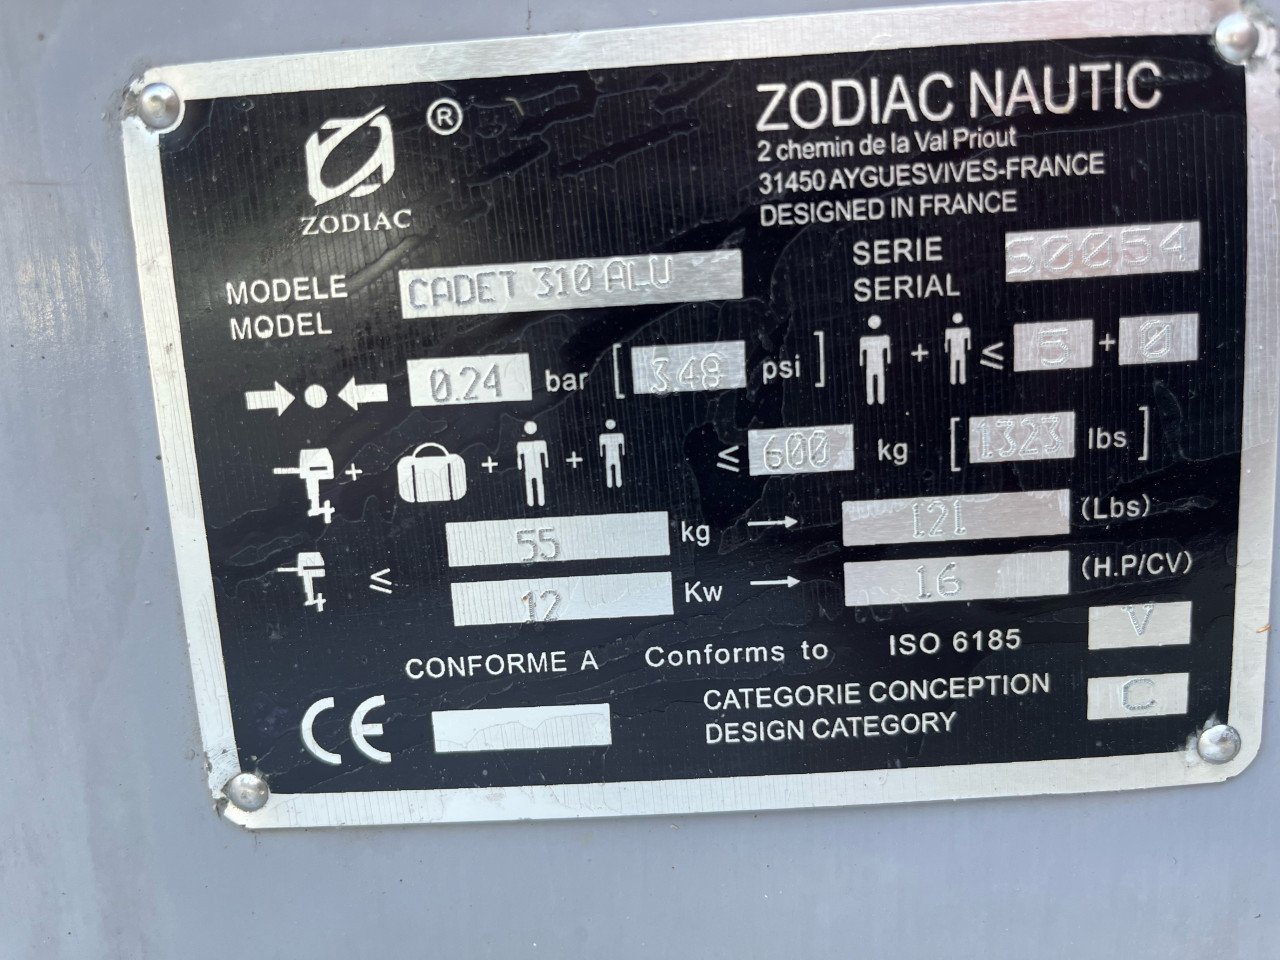 ®
ZODIAC
ZODIAC NAUTIC
2 chemin de la Val Priout
31450 AYGUESVIVES-FRANCE
DESIGNED IN FRANCE
MODELE
MODEL
CADET 310 ALU
SERIE
SERIAL
50054
0.24 bar [ 3.48 psi ]
+ ≤ 5 + 0
+ + + ≤ 600 kg [ 1323 lbs ]
≤
55 kg → 121 (Lbs)
12 Kw → 16 (H.P/CV)
CONFORME A Conforms to ISO 6185 V
CE
CATEGORIE CONCEPTION
DESIGN CATEGORY
C